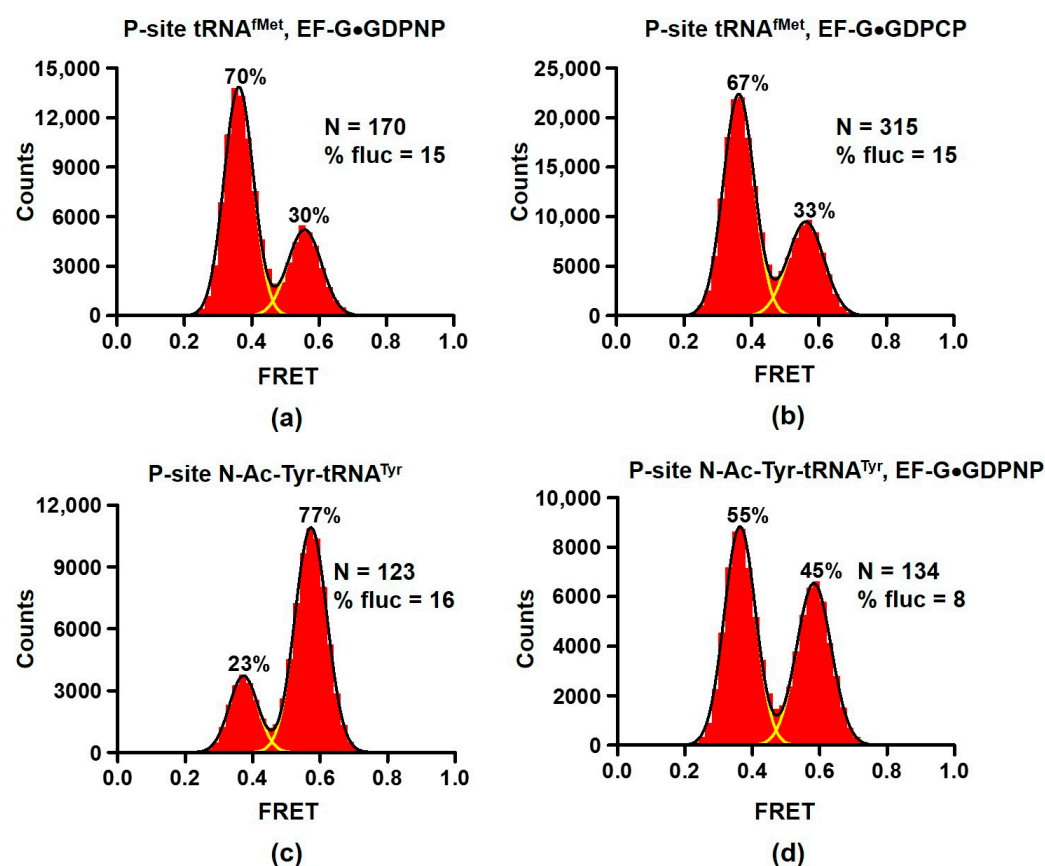 P-site tRNAfMet, EF-G●GDPNP
15,000
12,000
9000
6000
3000
0
Counts
70%
30%
N = 170
% fluc = 15
0.0 0.2 0.4 0.6 0.8 1.0
FRET
(a)
P-site tRNAfMet, EF-G●GDPCP
25,000
20,000
15,000
10,000
5000
0
Counts
67%
33%
N = 315
% fluc = 15
0.0 0.2 0.4 0.6 0.8 1.0
FRET
(b)
P-site N-Ac-Tyr-tRNATyr
12,000
9000
6000
3000
0
Counts
77%
23%
N = 123
% fluc = 16
0.0 0.2 0.4 0.6 0.8 1.0
FRET
(c)
P-site N-Ac-Tyr-tRNATyr, EF-G●GDPNP
10,000
8000
6000
4000
2000
0
Counts
55%
45%
N = 134
% fluc = 8
0.0 0.2 0.4 0.6 0.8 1.0
FRET
(d)